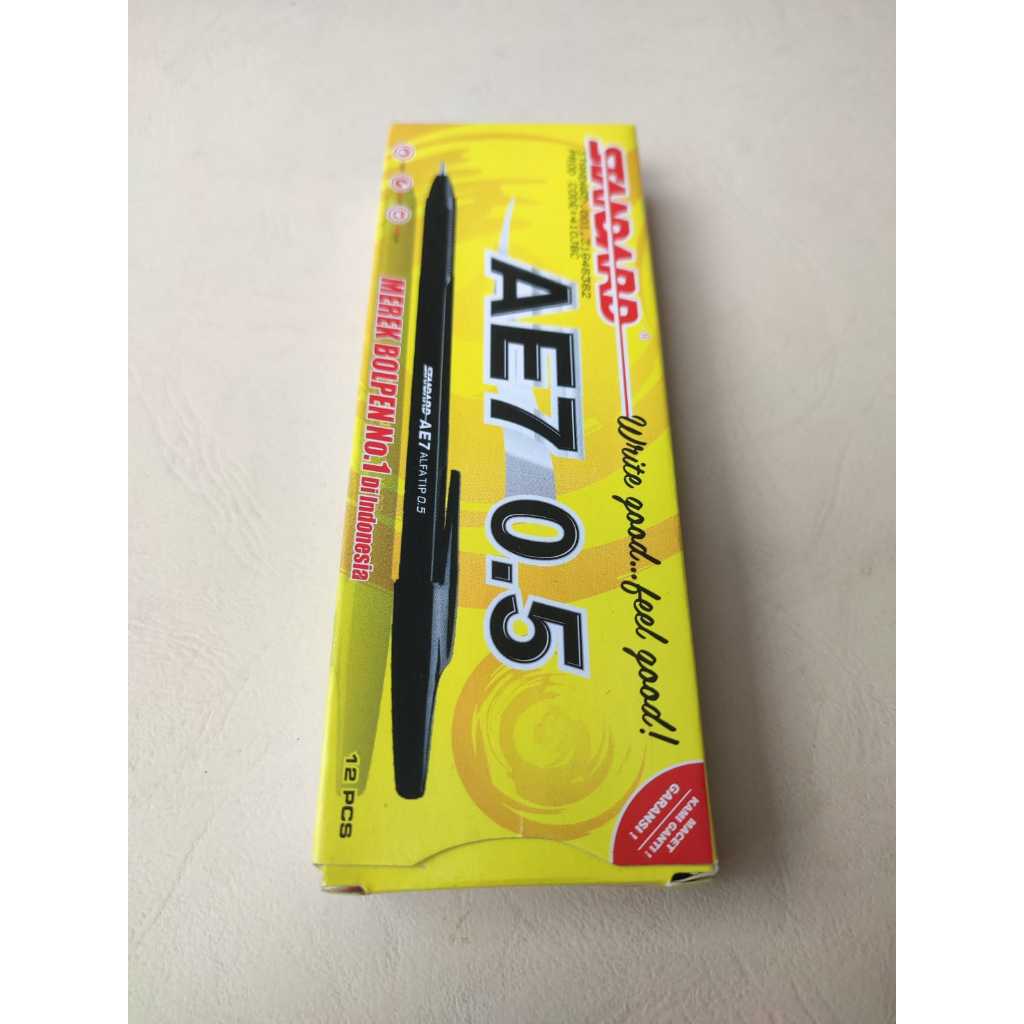 STANDARD
®
Write good...feel good!
AE7 0.5
STANDARD AE7 ALFATIP 0.5
MEREK BOLPEN No.1 Di Indonesia
12 PCS
MACET
KAMI GANTI !
GARANSI !